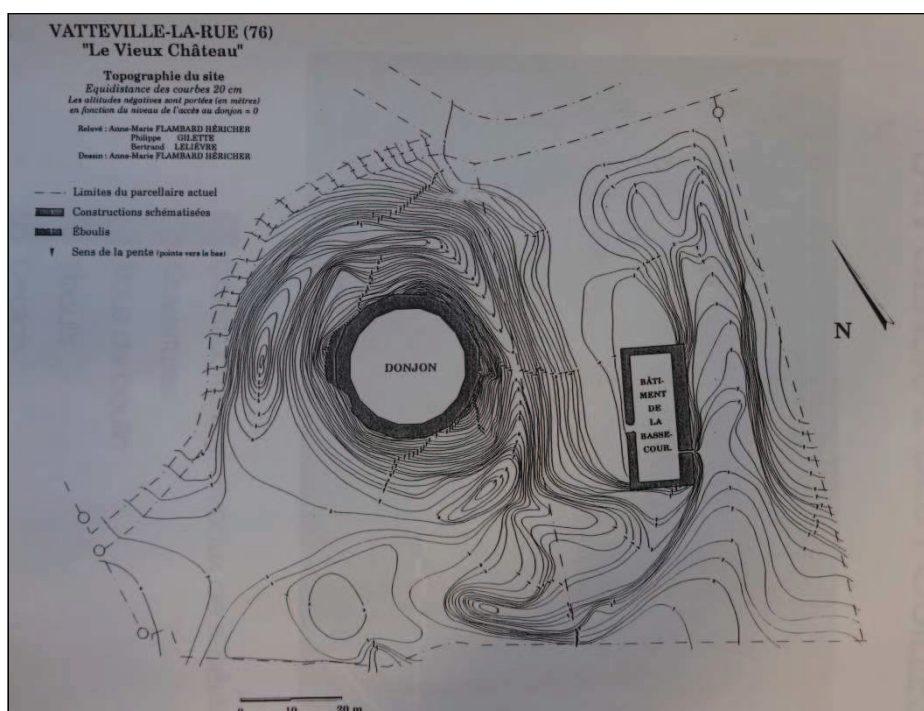 VATTEVILLE-LA-RUE (76)
"Le Vieux Château"
Topographie du site
Equidistance des courbes 20 cm
Les altitudes négatives sont portées (en mètres)
en fonction du niveau de l'accès au donjon = 0
Relevé : Anne-Marie FLAMBARD HÉRICHER
Philippe GILETTE
Bertrand LELIÈVRE
Dessin : Anne-Marie FLAMBARD HÉRICHER
Limites du parcellaire actuel
Constructions schématisées
Éboulis
Sens de la pente (pointe vers le bas)
DONJON
BÂTI-
MENT
DE
LA
BASSE-
COUR.
N
0 10 20 m